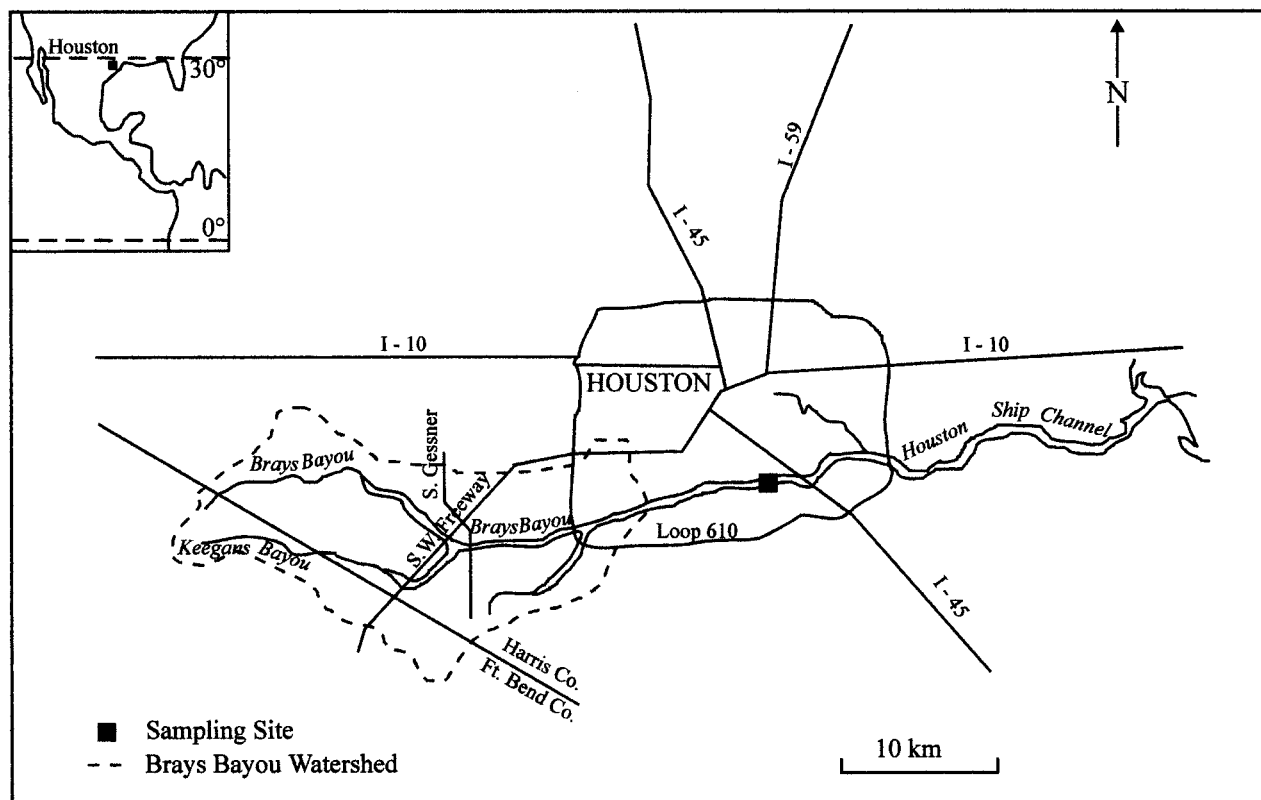 Houston
30°
0°
N
I - 59
I - 45
I - 10
I - 10
HOUSTON
S. Gessner
Brays Bayou
Houston Ship Channel
S.W. Freeway
Brays Bayou
Keegans Bayou
Loop 610
I - 45
Harris Co.
Ft. Bend Co.
Sampling Site
Brays Bayou Watershed
10 km